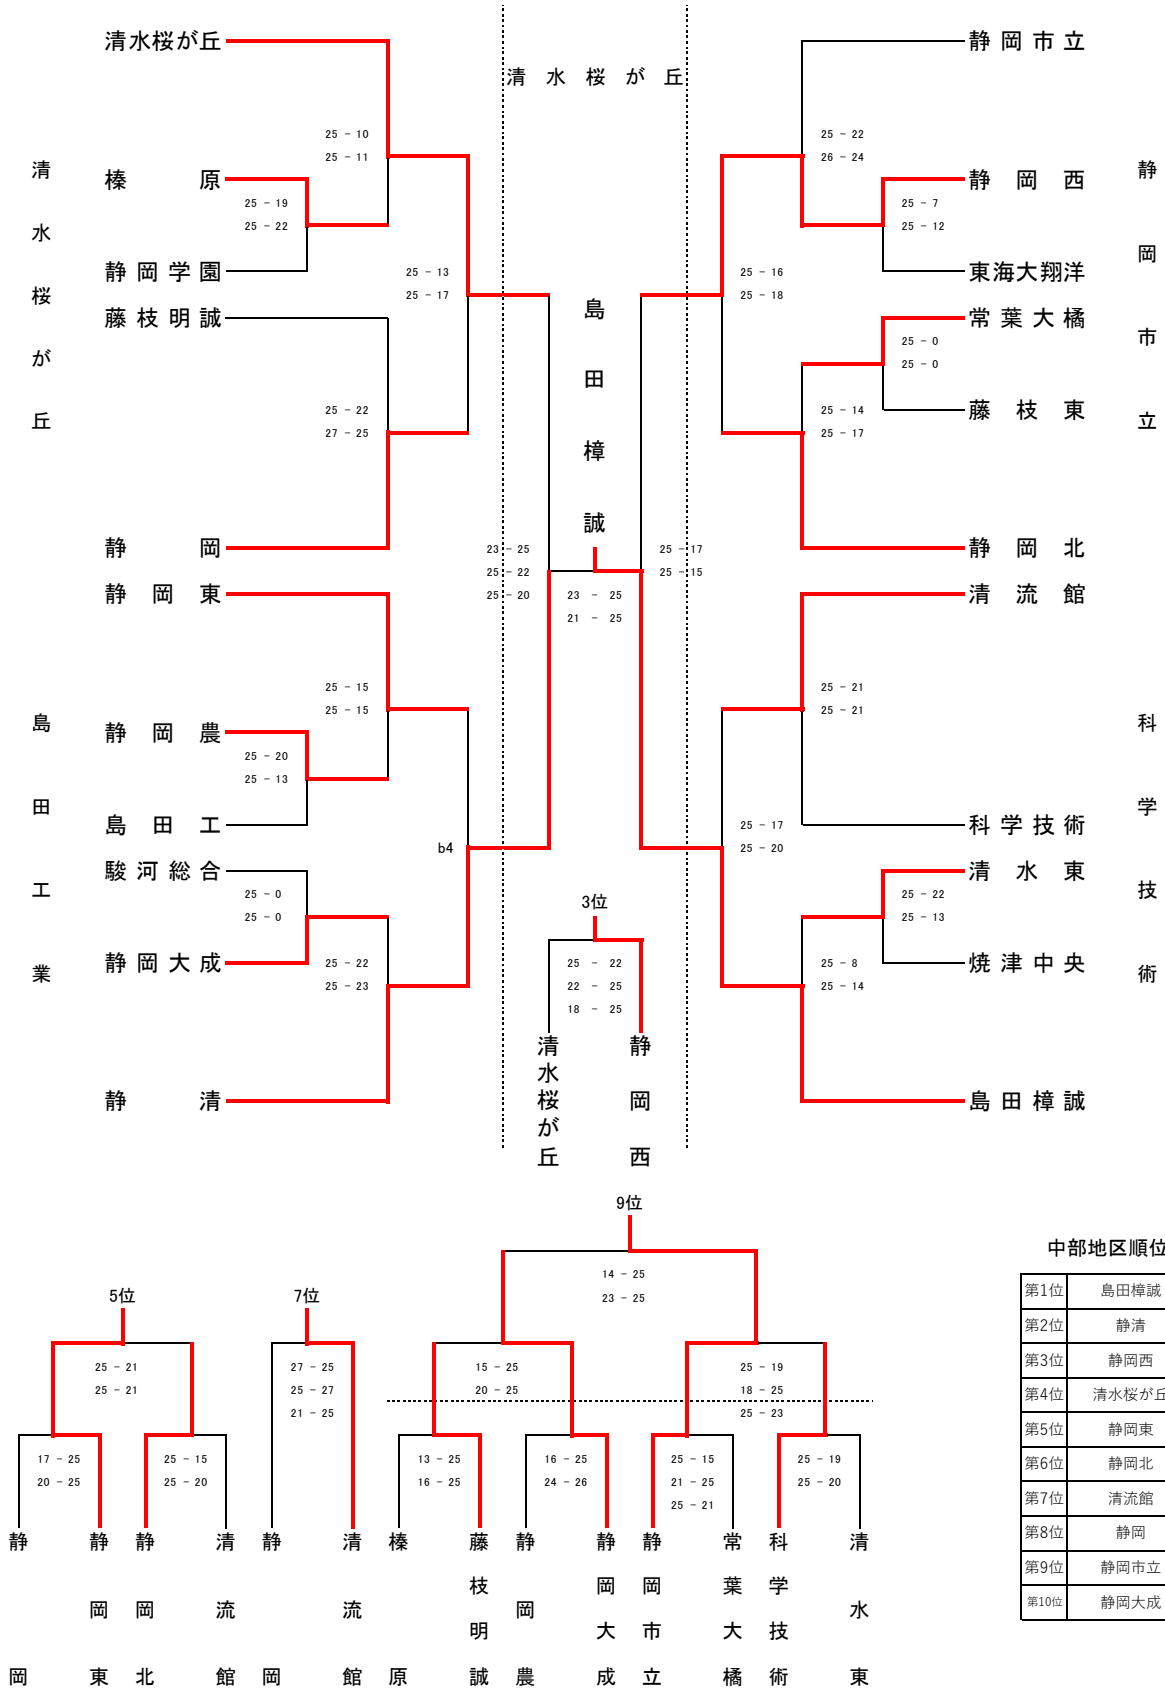 清水桜が丘
静岡市立
清水桜が丘
25 - 10
25 - 11
25 - 22
26 - 24
清水桜が丘
榛原
25 - 19
25 - 22
静岡学園
静岡西
25 - 7
25 - 12
東海大翔洋
静岡市立
25 - 13
25 - 17
25 - 16
25 - 18
藤枝明誠
島田樟誠
常葉大橘
25 - 0
25 - 0
藤枝東
25 - 22
27 - 25
25 - 14
25 - 17
静岡
静岡北
23 - 25
25 - 22
25 - 20
25 - 17
25 - 15
23 - 25
21 - 25
静岡東
清流館
25 - 15
25 - 15
25 - 21
25 - 21
島田工業
静岡農
25 - 20
25 - 13
島田工
科学技術
科学技術
b4
25 - 17
25 - 20
駿河総合
25 - 0
25 - 0
静岡大成
清水東
25 - 22
25 - 13
焼津中央
25 - 22
25 - 23
25 - 8
25 - 14
3位
25 - 22
22 - 25
18 - 25
清水桜が丘
静岡西
静清
島田樟誠
9位
14 - 25
23 - 25
5位
7位
25 - 21
25 - 21
27 - 25
25 - 27
21 - 25
15 - 25
20 - 25
25 - 19
18 - 25
25 - 23
17 - 25
20 - 25
25 - 15
25 - 20
13 - 25
16 - 25
16 - 25
24 - 26
25 - 15
21 - 25
25 - 21
25 - 19
25 - 20
静岡
静岡東
静岡北
清流館
静岡
清流館
榛原
藤枝明誠
静岡農
静岡大成
静岡市立
常葉大橘
科学技術
清水東
中部地区順位
第1位 島田樟誠
第2位 静清
第3位 静岡西
第4位 清水桜が丘
第5位 静岡東
第6位 静岡北
第7位 清流館
第8位 静岡
第9位 静岡市立
第10位 静岡大成